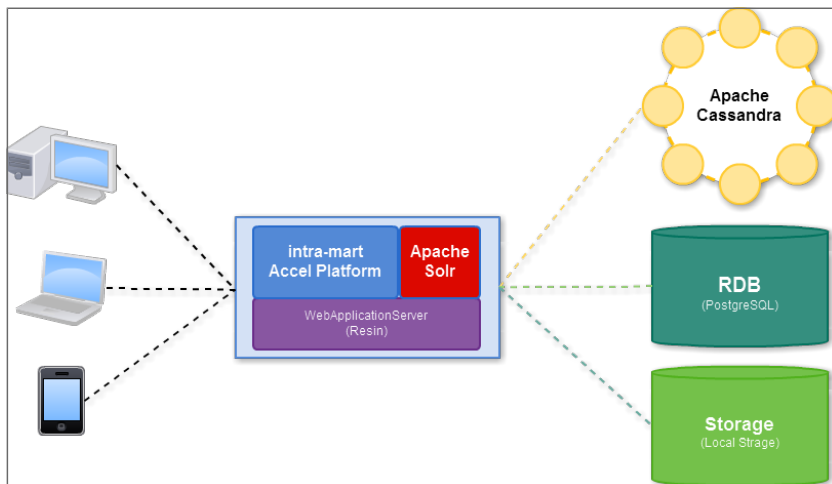 Apache
Cassandra
intra-mart
Accel Platform
Apache
Solr
WebApplicationServer
(Resin)
RDB
(PostgreSQL)
Storage
(Local Strage)